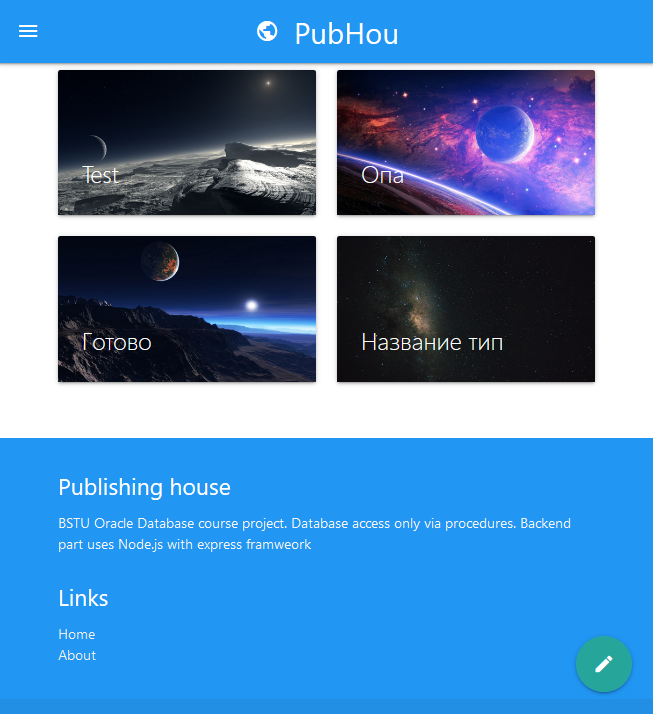 PubHou
Test
Опа
Готово
Название тип
Publishing house
BSTU Oracle Database course project. Database access only via procedures. Backend
part uses Node.js with express framweork
Links
Home
About